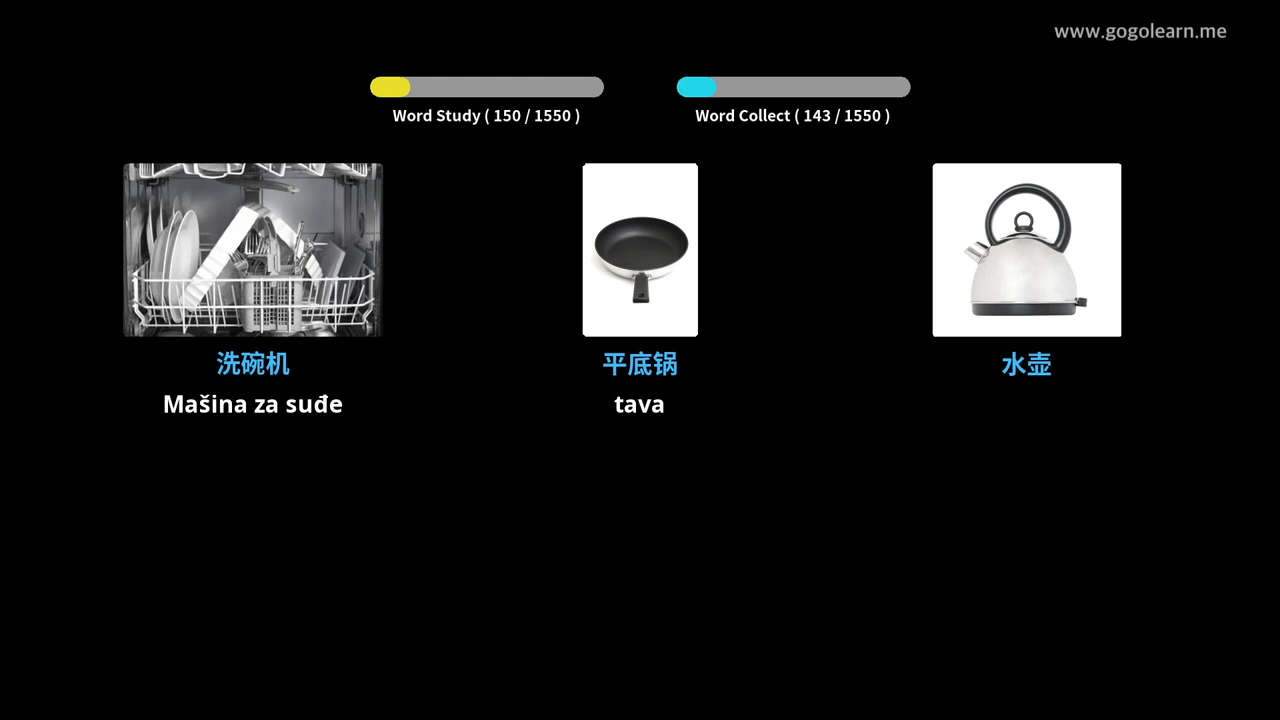 www.gogolearn.me
Word Study ( 150 / 1550 )
Word Collect ( 143 / 1550 )
洗碗机
平底锅
水壶
Mašina za suđe
tava